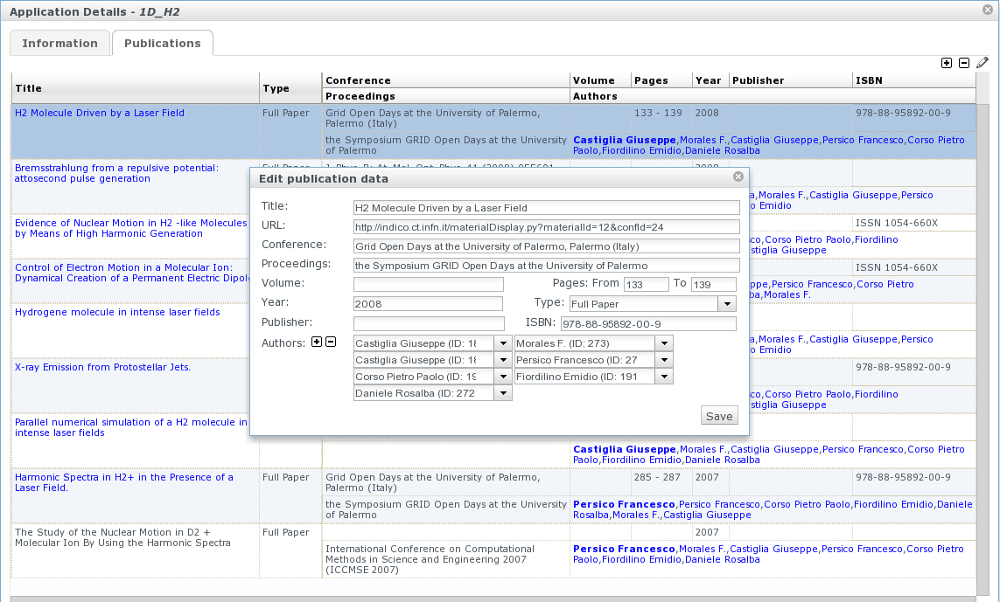 Application Details - 1D_H2
Information
Publications
Title
Type
Conference
Volume
Pages
Year
Publisher
ISBN
Proceedings
Authors
H2 Molecule Driven by a Laser Field
Full Paper
Grid Open Days at the University of Palermo,
Palermo (Italy)
133 - 139
2008
978-88-95892-00-9
the Symposium GRID Open Days at the University
of Palermo
Castiglia Giuseppe,Morales F.,Castiglia Giuseppe,Persico Francesco,Corso Pietro
Paolo,Fiordilino Emidio,Daniele Rosalba
Bremsstrahlung from a repulsive potential:
attosecond pulse generation
Full Paper
J. Phys. B: At. Mol. Opt. Phys. 41 (2008) 055601
2008
a,Morales F.,Castiglia Giuseppe,Persico
o Emidio
Evidence of Nuclear Motion in H2 -like Molecules
by Means of High Harmonic Generation
ISSN 1054-660X
co,Corso Pietro Paolo,Fiordilino
stiglia Giuseppe
Control of Electron Motion in a Molecular Ion:
Dynamical Creation of a Permanent Electric Dipol
ISSN 1054-660X
ppe,Persico Francesco,Corso Pietro
ba,Morales F.
Hydrogene molecule in intense laser fields
a,Morales F.,Castiglia Giuseppe,Persico
o Emidio
X-ray Emission from Protostellar Jets.
978-88-95892-00-9
co,Corso Pietro Paolo,Fiordilino
stiglia Giuseppe
Parallel numerical simulation of a H2 molecule in
intense laser fields
Castiglia Giuseppe,Morales F.,Castiglia Giuseppe,Persico Francesco,Corso Pietro
Paolo,Fiordilino Emidio,Daniele Rosalba
Harmonic Spectra in H2+ in the Presence of a
Laser Field.
Full Paper
Grid Open Days at the University of Palermo,
Palermo (Italy)
285 - 287
2007
978-88-95892-00-9
the Symposium GRID Open Days at the University
of Palermo
Persico Francesco,Persico Francesco,Corso Pietro Paolo,Fiordilino Emidio,Daniele
Rosalba,Morales F.,Castiglia Giuseppe
The Study of the Nuclear Motion in D2 +
Molecular Ion By Using the Harmonic Spectra
Full Paper
2007
International Conference on Computational
Methods in Science and Engineering 2007
(ICCMSE 2007)
Persico Francesco,Morales F.,Castiglia Giuseppe,Persico Francesco,Corso Pietro
Paolo,Fiordilino Emidio,Daniele Rosalba
Edit publication data
Title:
H2 Molecule Driven by a Laser Field
URL:
http://indico.ct.infn.it/materialDisplay.py?materialId=12&confId=24
Conference:
Grid Open Days at the University of Palermo, Palermo (Italy)
Proceedings:
the Symposium GRID Open Days at the University of Palermo
Volume:
Pages: From 133 To 139
Year:
2008
Type: Full Paper
Publisher:
ISBN: 978-88-95892-00-9
Authors:
Castiglia Giuseppe (ID: 18
Morales F. (ID: 273)
Castiglia Giuseppe (ID: 18
Persico Francesco (ID: 27
Corso Pietro Paolo (ID: 19
Fiordilino Emidio (ID: 191
Daniele Rosalba (ID: 272
Save